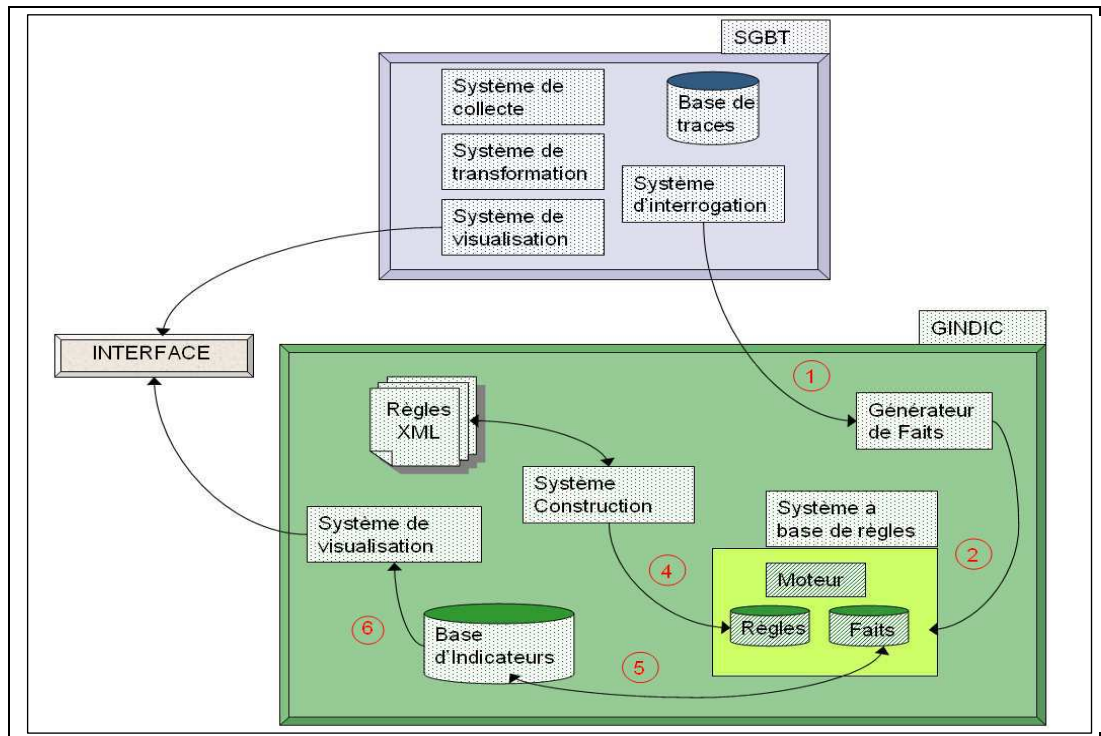 SGBT
Système de
collecte
Base de
traces
Système de
transformation
Système
d'interrogation
Système de
visualisation
INTERFACE
GINDIC
1
Règles
XML
Générateur
de Faits
Système
Construction
Système à
base de règles
Système de
visualisation
2
4
Moteur
Règles
Faits
6
Base
d'Indicateurs
5